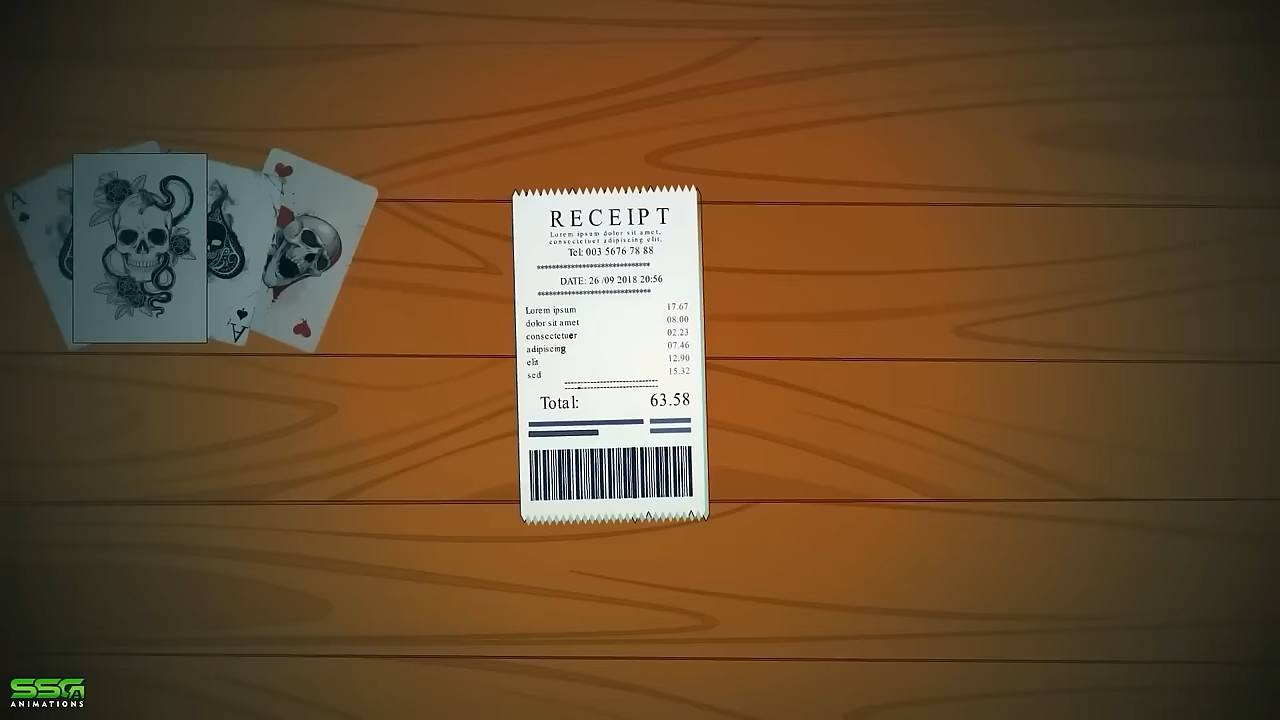 A
A
RECEIPT
Lorem ipsum dolor sit amet,
consectetuer adipiscing elit,
Tel: 003 5676 78 88
********************************
DATE: 26 /09 2018 20:56
********************************
Lorem ipsum 17.67
dolor sit amet 08.00
consectetuer 02.23
adipiscing 07.46
elit 12.90
sed 15.32
Total: 63.58
SSGA
ANIMATIONS